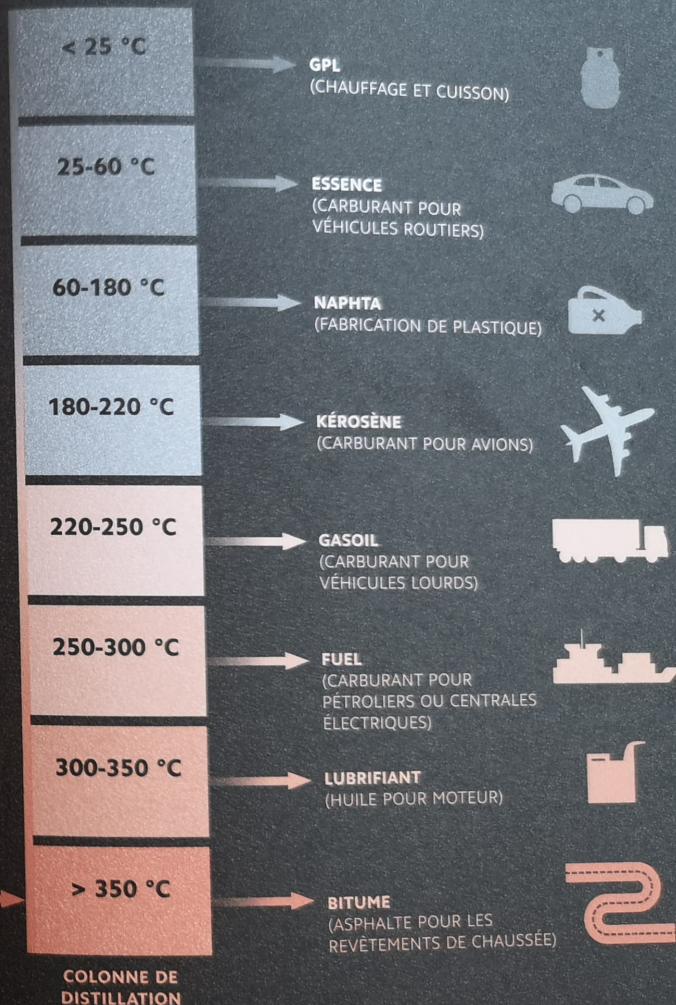 < 25 °C
GPL
(CHAUFFAGE ET CUISSON)
25-60 °C
ESSENCE
(CARBURANT POUR
VÉHICULES ROUTIERS)
60-180 °C
NAPHTA
(FABRICATION DE PLASTIQUE)
180-220 °C
KÉROSÈNE
(CARBURANT POUR AVIONS)
220-250 °C
GASOIL
(CARBURANT POUR
VÉHICULES LOURDS)
250-300 °C
FUEL
(CARBURANT POUR
PÉTROLIERS OU CENTRALES
ÉLECTRIQUES)
300-350 °C
LUBRIFIANT
(HUILE POUR MOTEUR)
> 350 °C
BITUME
(ASPHALTE POUR LES
REVÊTEMENTS DE CHAUSSÉE)
COLONNE DE
DISTILLATION